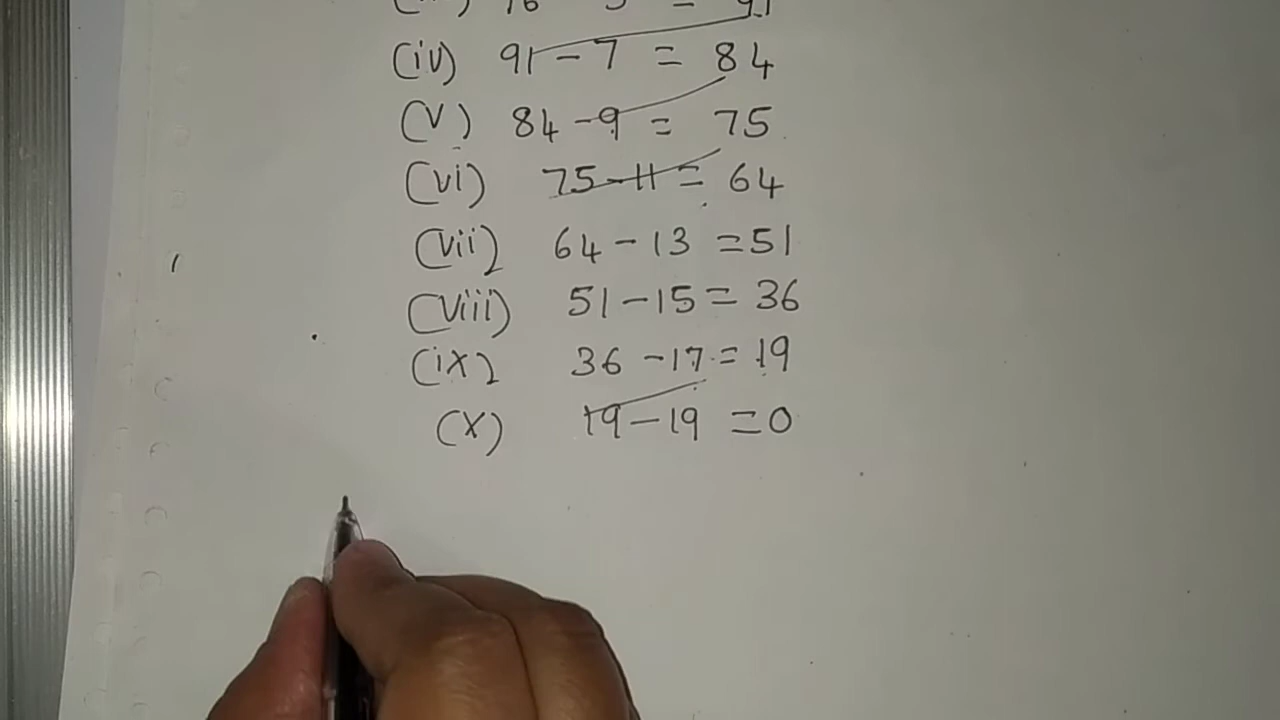 (iv) 91 - 7 = 84
(v) 84 - 9 = 75
(vi) 75 - 11 = 64
(vii) 64 - 13 = 51
(viii) 51 - 15 = 36
(ix) 36 - 17 = 19
(x) 19 - 19 = 0